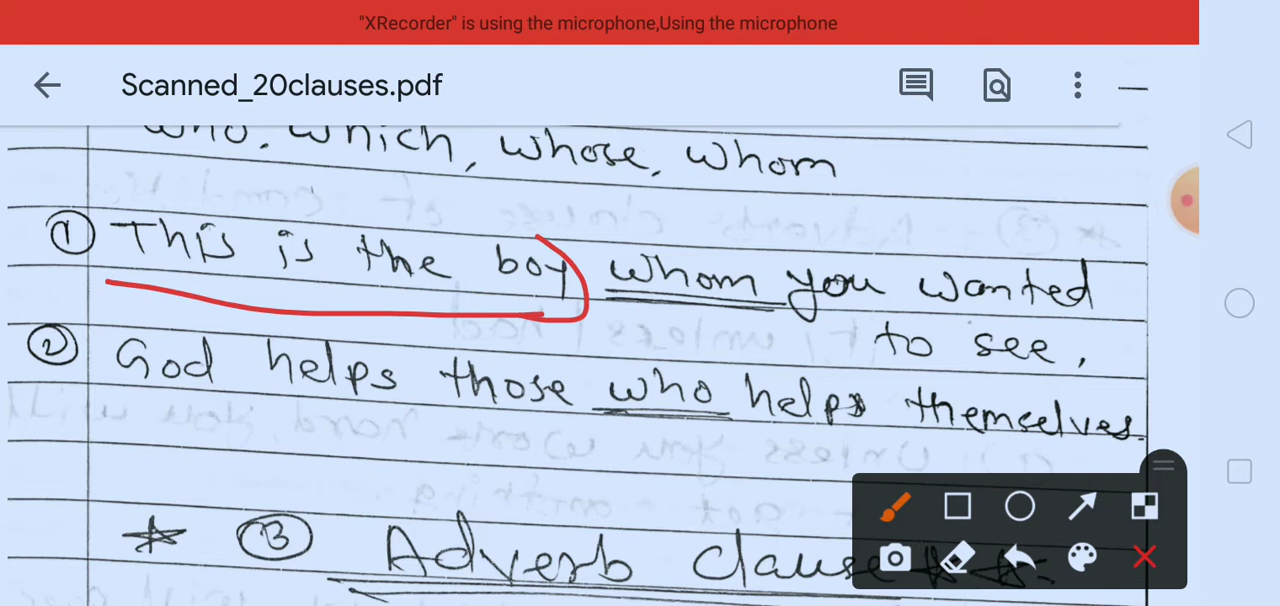 "XRecorder" is using the microphone,Using the microphone
Scanned_20clauses.pdf
who, which, whose, whom
① This is the boy whom you wanted
to see,
② God helps those who helps themselves.
* Ⓑ Adverb Clause